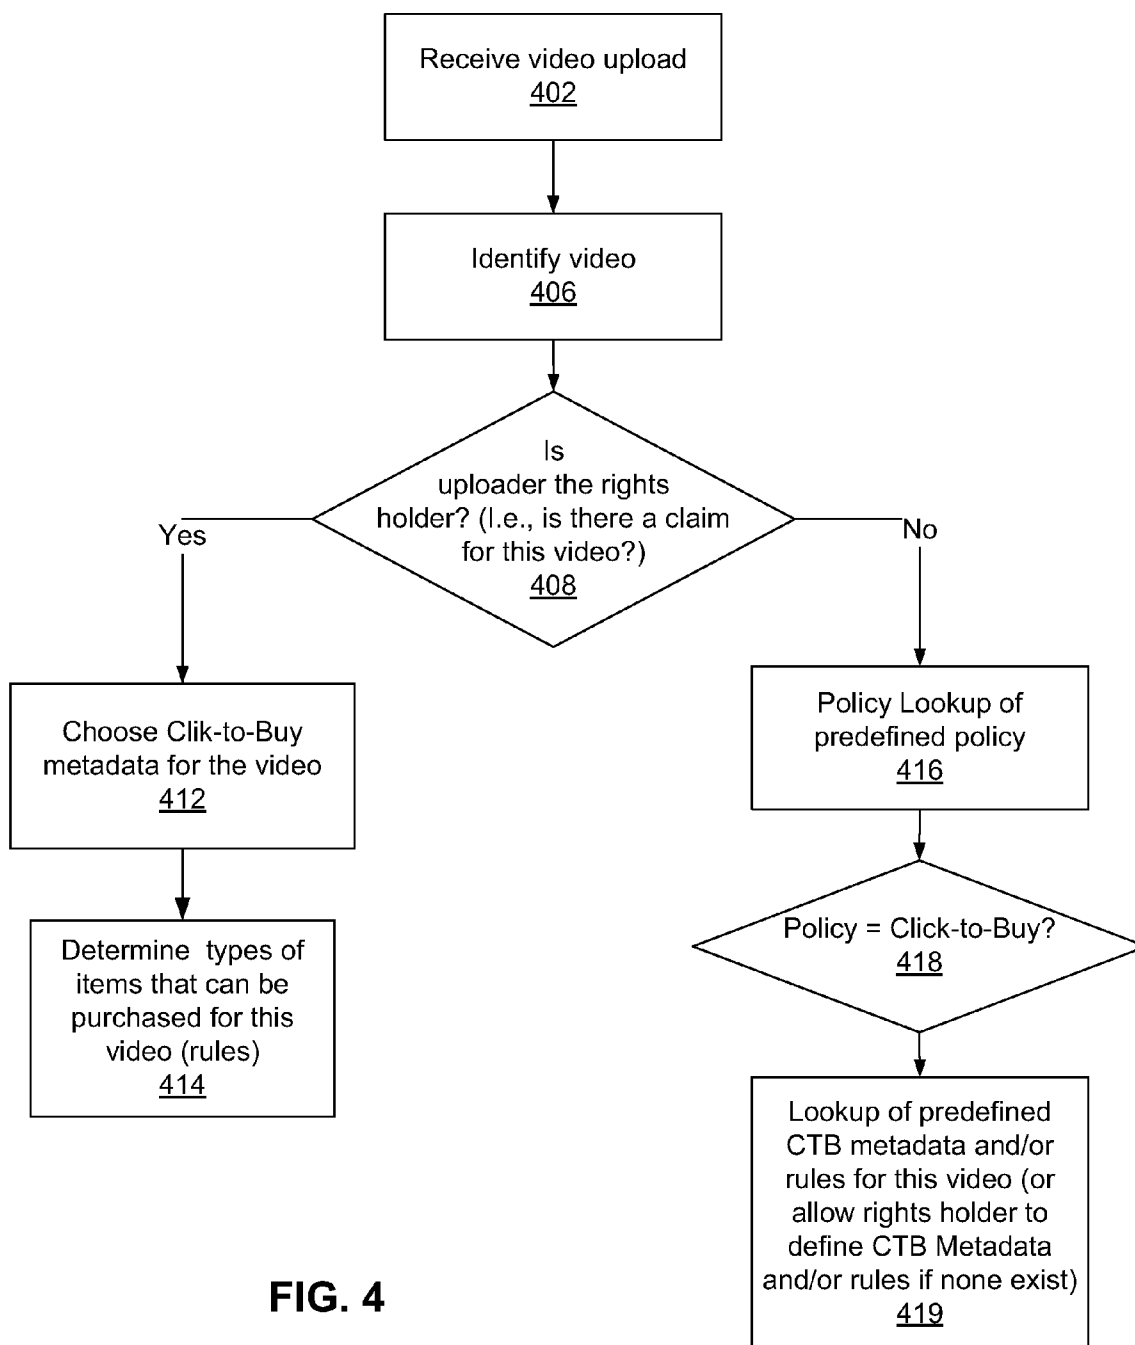 Receive video upload
402
Identify video
406
Is
uploader the rights
holder? (I.e., is there a claim
for this video?)
408
Yes
No
Choose Clik-to-Buy
metadata for the video
412
Determine types of
items that can be
purchased for this
video (rules)
414
Policy Lookup of
predefined policy
416
Policy = Click-to-Buy?
418
Lookup of predefined
CTB metadata and/or
rules for this video (or
allow rights holder to
define CTB Metadata
and/or rules if none exist)
419
FIG. 4